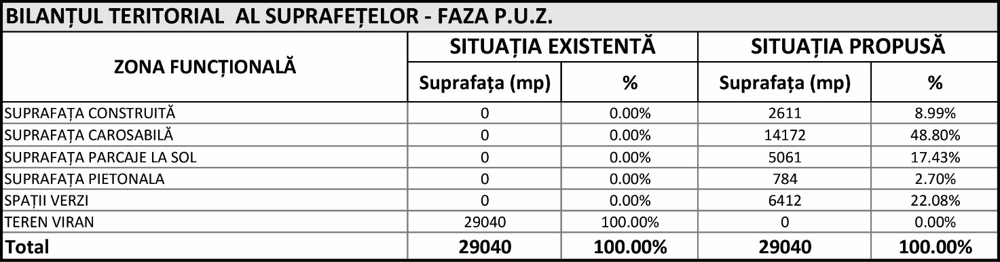 BILANȚUL TERITORIAL AL SUPRAFEȚELOR - FAZA P.U.Z.
ZONA FUNCȚIONALĂ SITUAȚIA EXISTENTĂ SITUAȚIA PROPUSĂ
Suprafața (mp) % Suprafața (mp) %
SUPRAFAȚA CONSTRUITĂ 0 0.00% 2611 8.99%
SUPRAFAȚA CAROSABILĂ 0 0.00% 14172 48.80%
SUPRAFAȚA PARCAJE LA SOL 0 0.00% 5061 17.43%
SUPRAFAȚA PIETONALA 0 0.00% 784 2.70%
SPAȚII VERZI 0 0.00% 6412 22.08%
TEREN VIRAN 29040 100.00% 0 0.00%
Total 29040 100.00% 29040 100.00%